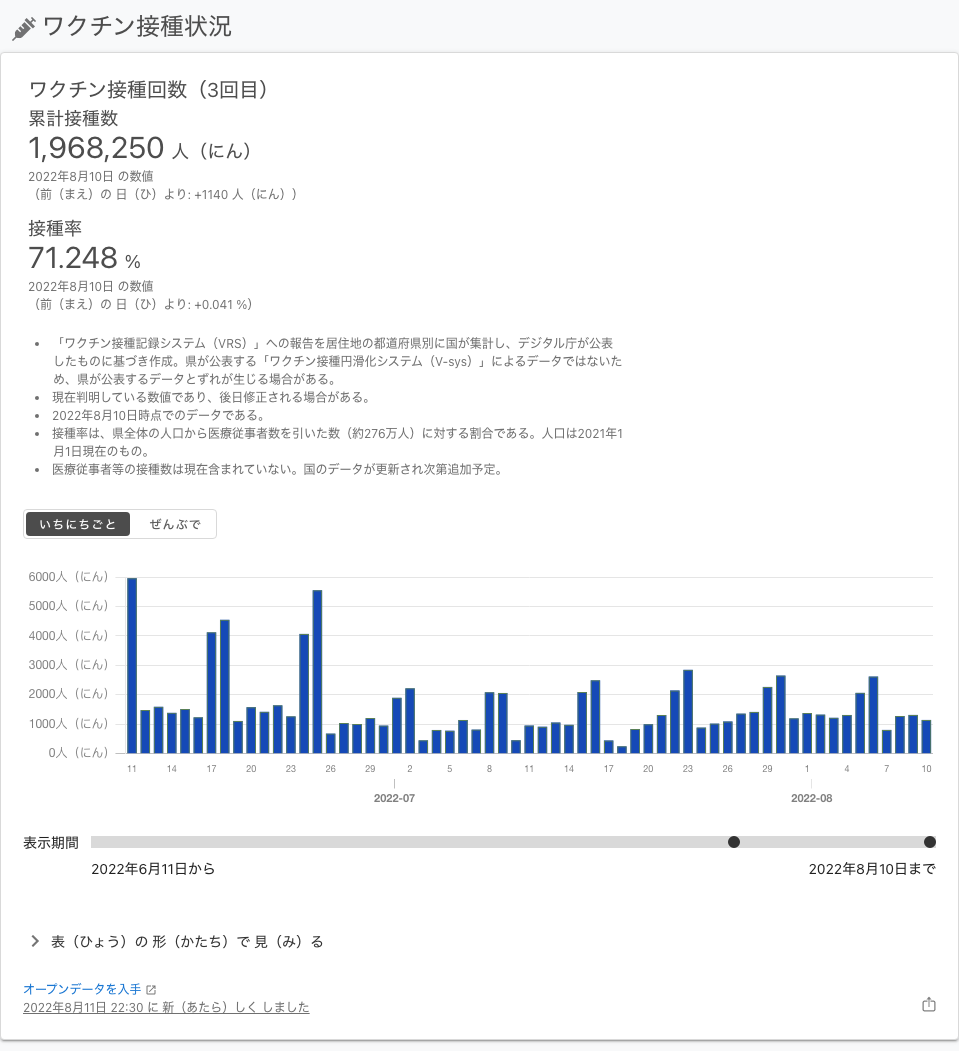 ワクチン接種状況
ワクチン接種回数（3回目）
累計接種数
1,968,250 人（にん）
2022年8月10日 の数値
（前（まえ）の 日（ひ）より: +1140 人（にん））
接種率
71.248 %
2022年8月10日 の数値
（前（まえ）の 日（ひ）より: +0.041 %）
• 「ワクチン接種記録システム（VRS）」への報告を居住地の都道府県別に国が集計し、デジタル庁が公表
したものに基づき作成。県が公表する「ワクチン接種円滑化システム（V-sys）」によるデータではないた
め、県が公表するデータとずれが生じる場合がある。
• 現在判明している数値であり、後日修正される場合がある。
• 2022年8月10日時点でのデータである。
• 接種率は、県全体の人口から医療従事者数を引いた数（約276万人）に対する割合である。人口は2021年1
月1日現在のもの。
• 医療従事者等の接種数は現在含まれていない。国のデータが更新され次第追加予定。
いちにちごと ぜんぶで
6000人（にん）
5000人（にん）
4000人（にん）
3000人（にん）
2000人（にん）
1000人（にん）
0人（にん）
11 14 17 20 23 26 29 2 5 8 11 14 17 20 23 26 29 1 4 7 10
2022-07 2022-08
表示期間
2022年6月11日から 2022年8月10日まで
表（ひょう）の 形（かたち）で 見（み）る
オープンデータを入手
2022年8月11日 22:30 に 新（あたら）しく しました